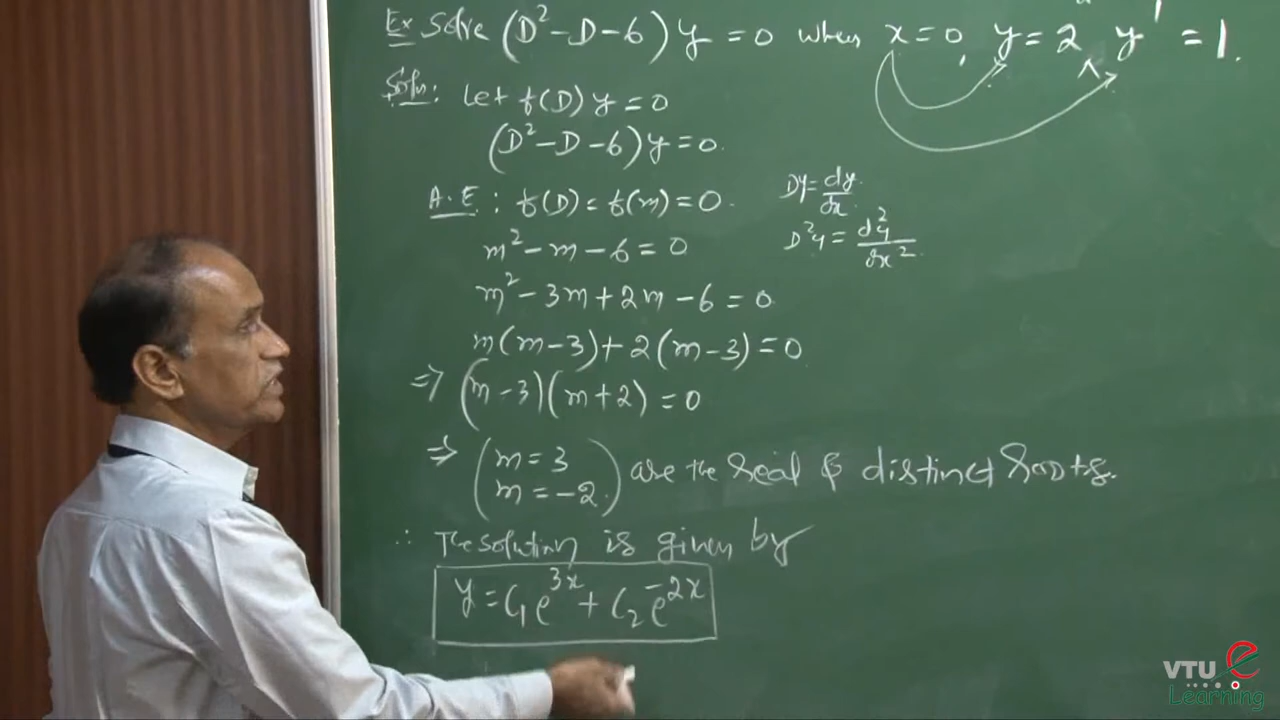 Ex Solve (D² - D - 6) y = 0 when x = 0, y = 2 ^ y' = 1.
Soln: Let f(D) y = 0
(D² - D - 6) y = 0.
A.E : f(D) = f(m) = 0.
Dy = dy/dx.
D²y = d²y/dx².
m² - m - 6 = 0
m² - 3m + 2m - 6 = 0
m(m - 3) + 2(m - 3) = 0
⇒ (m - 3)(m + 2) = 0
⇒ (m = 3
m = -2.) are the real & distinct roots.
∴ The solution is given by
y = C₁e^{3x} + C₂e^{-2x}
VTU e
Learning